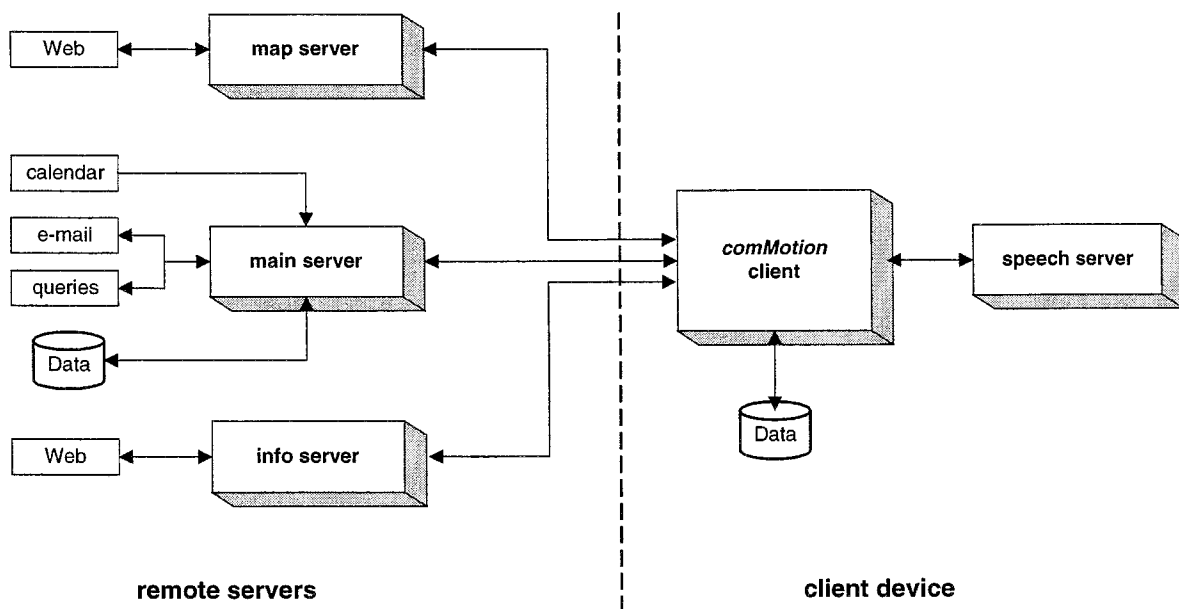 Web
map server
calendar
e-mail
main server
queries
Data
Web
info server
comMotion
client
speech server
Data
remote servers
client device